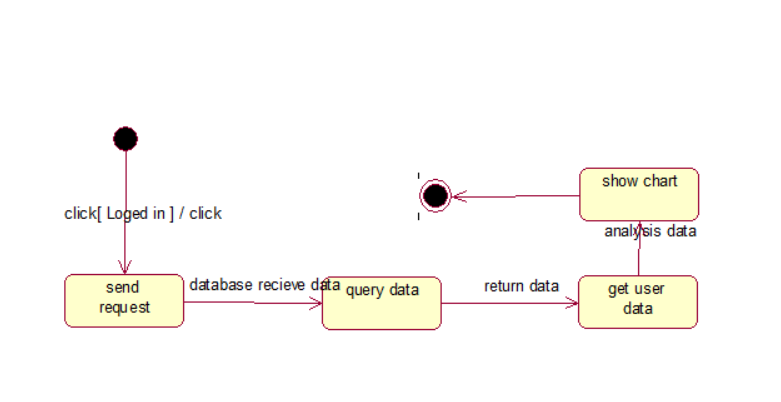 show chart
click[ Loged in ] / click
analysis data
send
request
database recieve data
query data
return data
get user
data